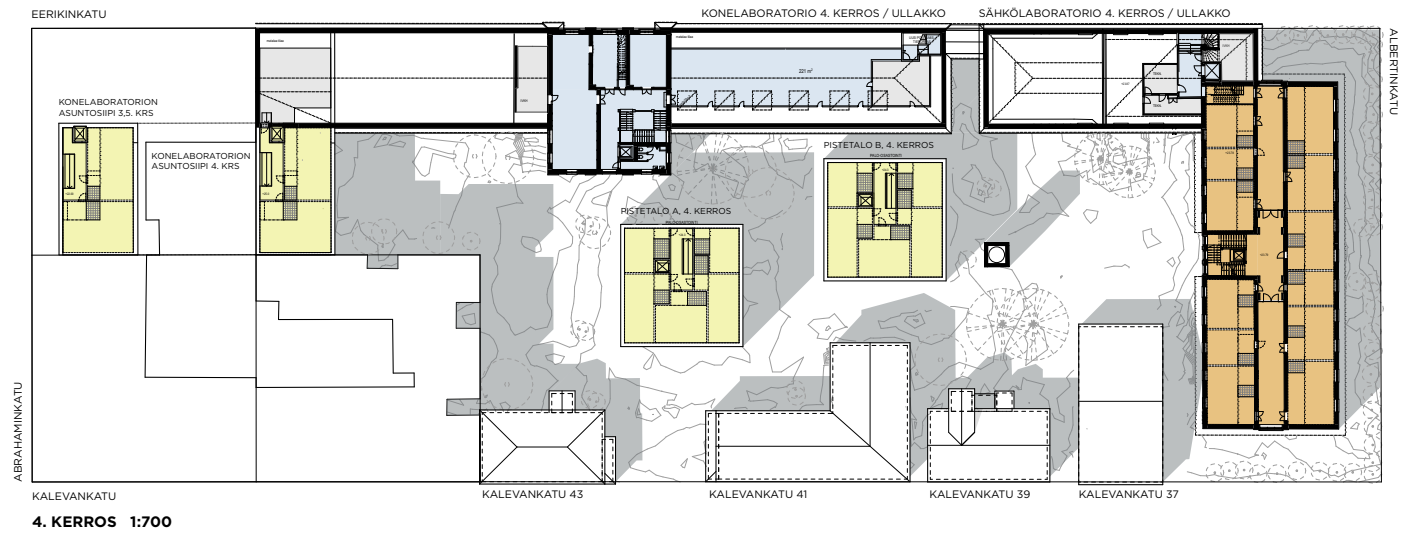 EERIKINKATU
KONELABORATORIO 4. KERROS / ULLAKKO
SÄHKÖLABORATORIO 4. KERROS / ULLAKKO
ALBERTINKATU
221 m²
KONELABORATORION
ASUNTOSIIPI 3,5. KRS
KONELABORATORION
ASUNTOSIIPI 4. KRS
PISTETALO B, 4. KERROS
PISTETALO A, 4. KERROS
ABRAHAMINKATU
KALEVANKATU
KALEVANKATU 43
KALEVANKATU 41
KALEVANKATU 39
KALEVANKATU 37
4. KERROS 1:700